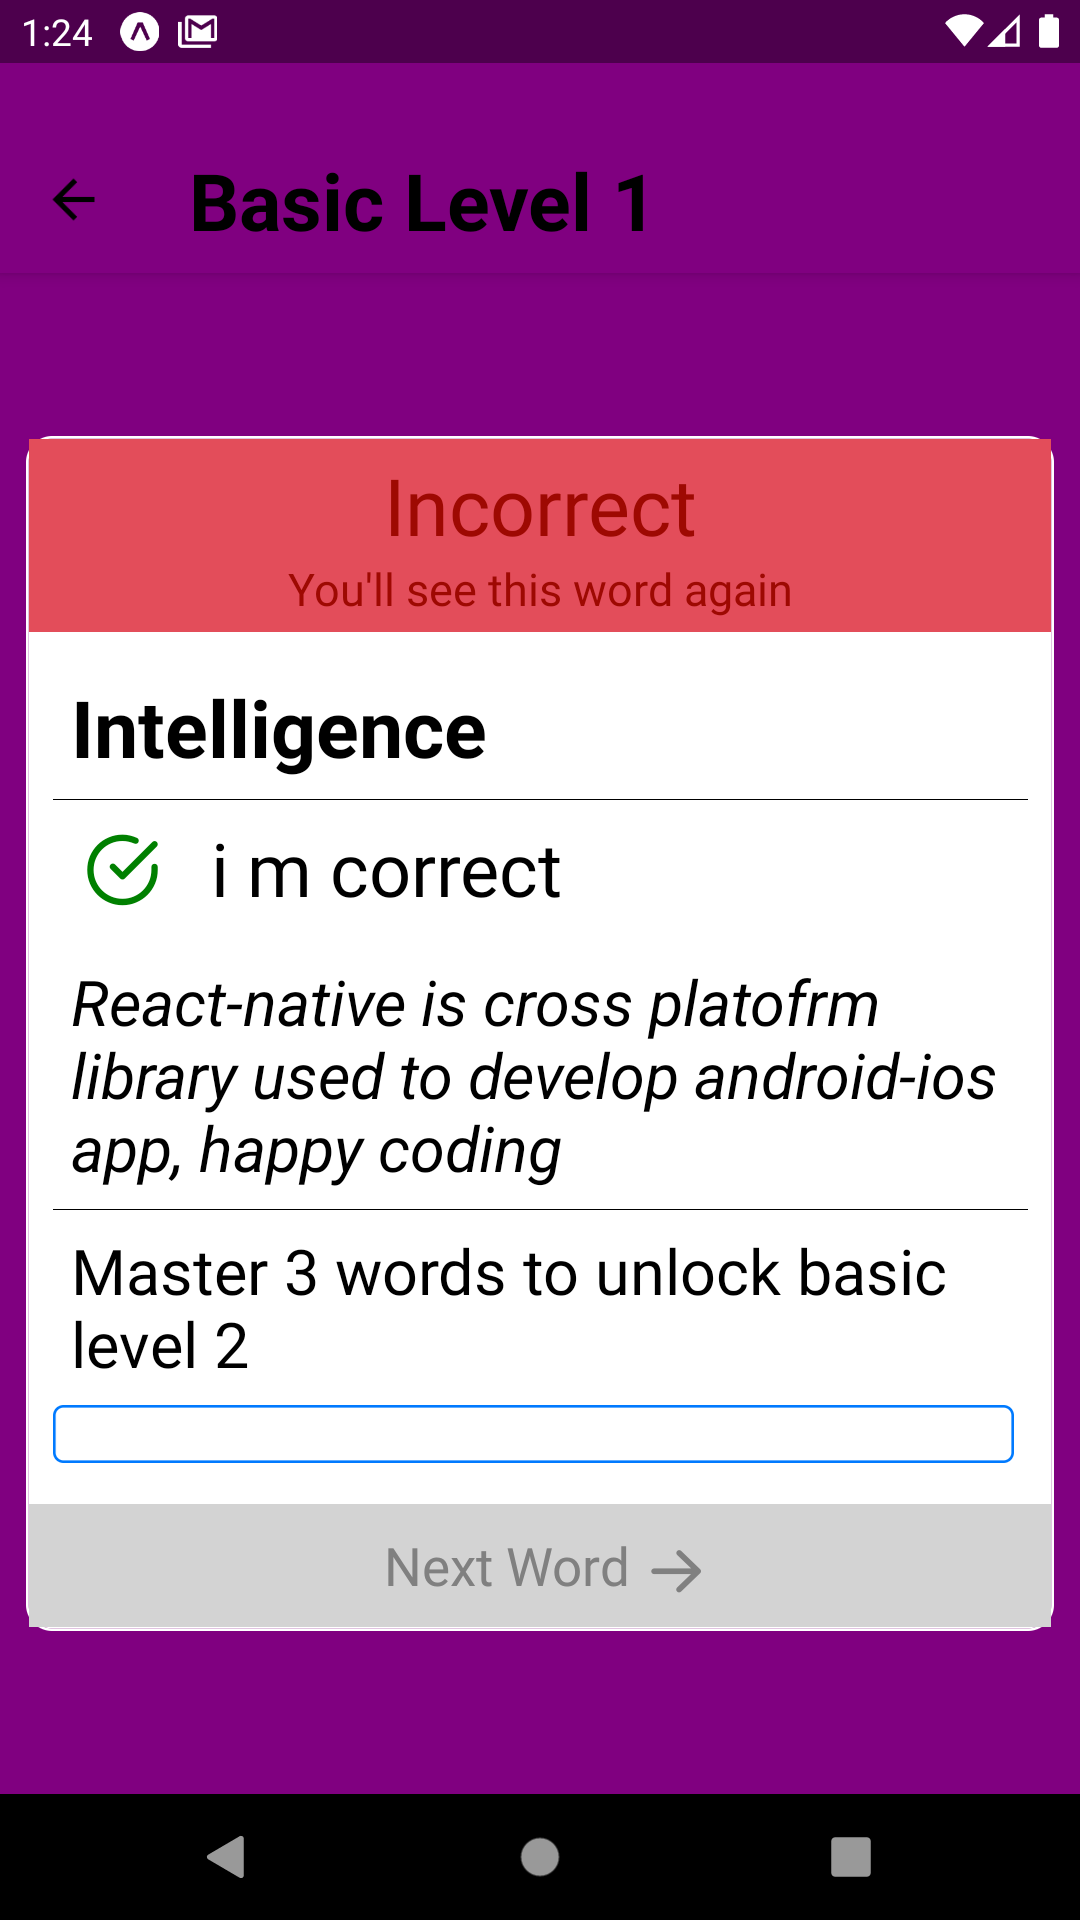 1:24
Basic Level 1
Incorrect
You'll see this word again
Intelligence
i m correct
React-native is cross platofrm
library used to develop android-ios
app, happy coding
Master 3 words to unlock basic
level 2
Next Word